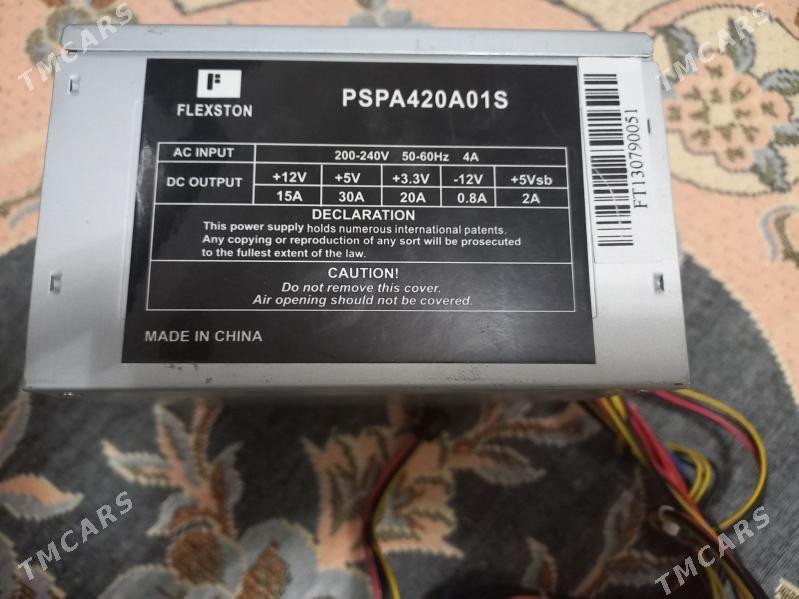 TMCARS
TMCARS
F
FLEXSTON
PSPA420A01S
AC INPUT 200-240V 50-60Hz 4A
DC OUTPUT +12V +5V +3.3V -12V +5Vsb
15A 30A 20A 0.8A 2A
DECLARATION
This power supply holds numerous international patents.
Any copying or reproduction of any sort will be prosecuted
to the fullest extent of the law.
CAUTION!
Do not remove this cover.
Air opening should not be covered.
MADE IN CHINA
FT130790051
TMCARS
TMCARS